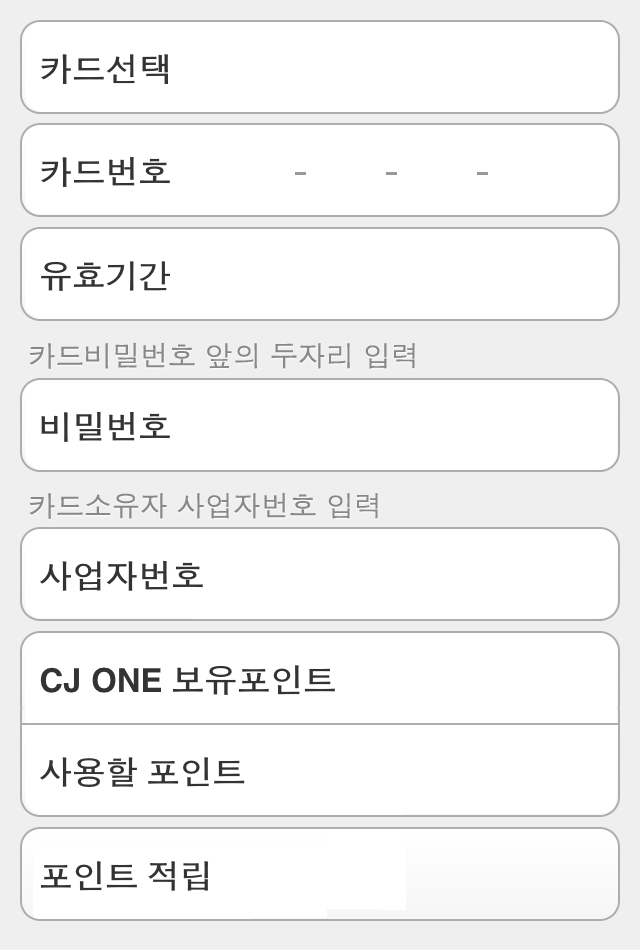 카드선택
카드번호 - - -
유효기간
카드비밀번호 앞의 두자리 입력
비밀번호
카드소유자 사업자번호 입력
사업자번호
CJ ONE 보유포인트
사용할 포인트
포인트 적립